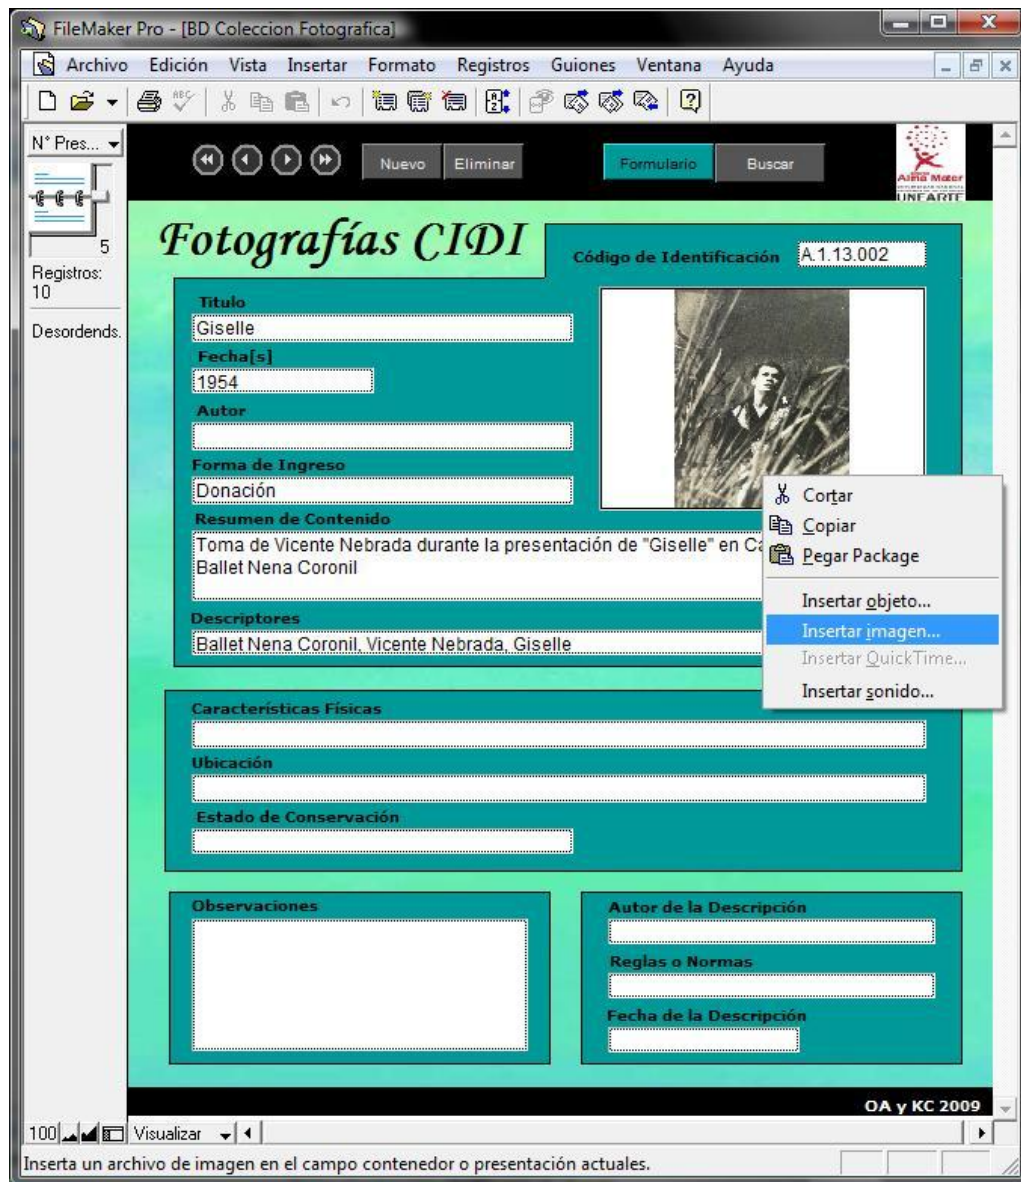 FileMaker Pro - [BD Coleccion Fotografica]
Archivo Edición Vista Insertar Formato Registros Guiones Ventana Ayuda
N° Pres...
5
Registros:
10
Desordends.
Nuevo Eliminar Formulario Buscar
Alma Mater
UNEARTE
Fotografías CIDI
Código de Identificación A.1.13.002
Titulo
Giselle
Fecha[s]
1954
Autor
Forma de Ingreso
Donación
Resumen de Contenido
Toma de Vicente Nebrada durante la presentación de "Giselle" en Ca
Ballet Nena Coronil
Descriptores
Ballet Nena Coronil, Vicente Nebrada, Giselle
Cortar
Copiar
Pegar Package
Insertar objeto...
Insertar imagen...
Insertar QuickTime...
Insertar sonido...
Características Físicas
Ubicación
Estado de Conservación
Observaciones
Autor de la Descripción
Reglas o Normas
Fecha de la Descripción
OA y KC 2009
100 Visualizar
Inserta un archivo de imagen en el campo contenedor o presentación actuales.